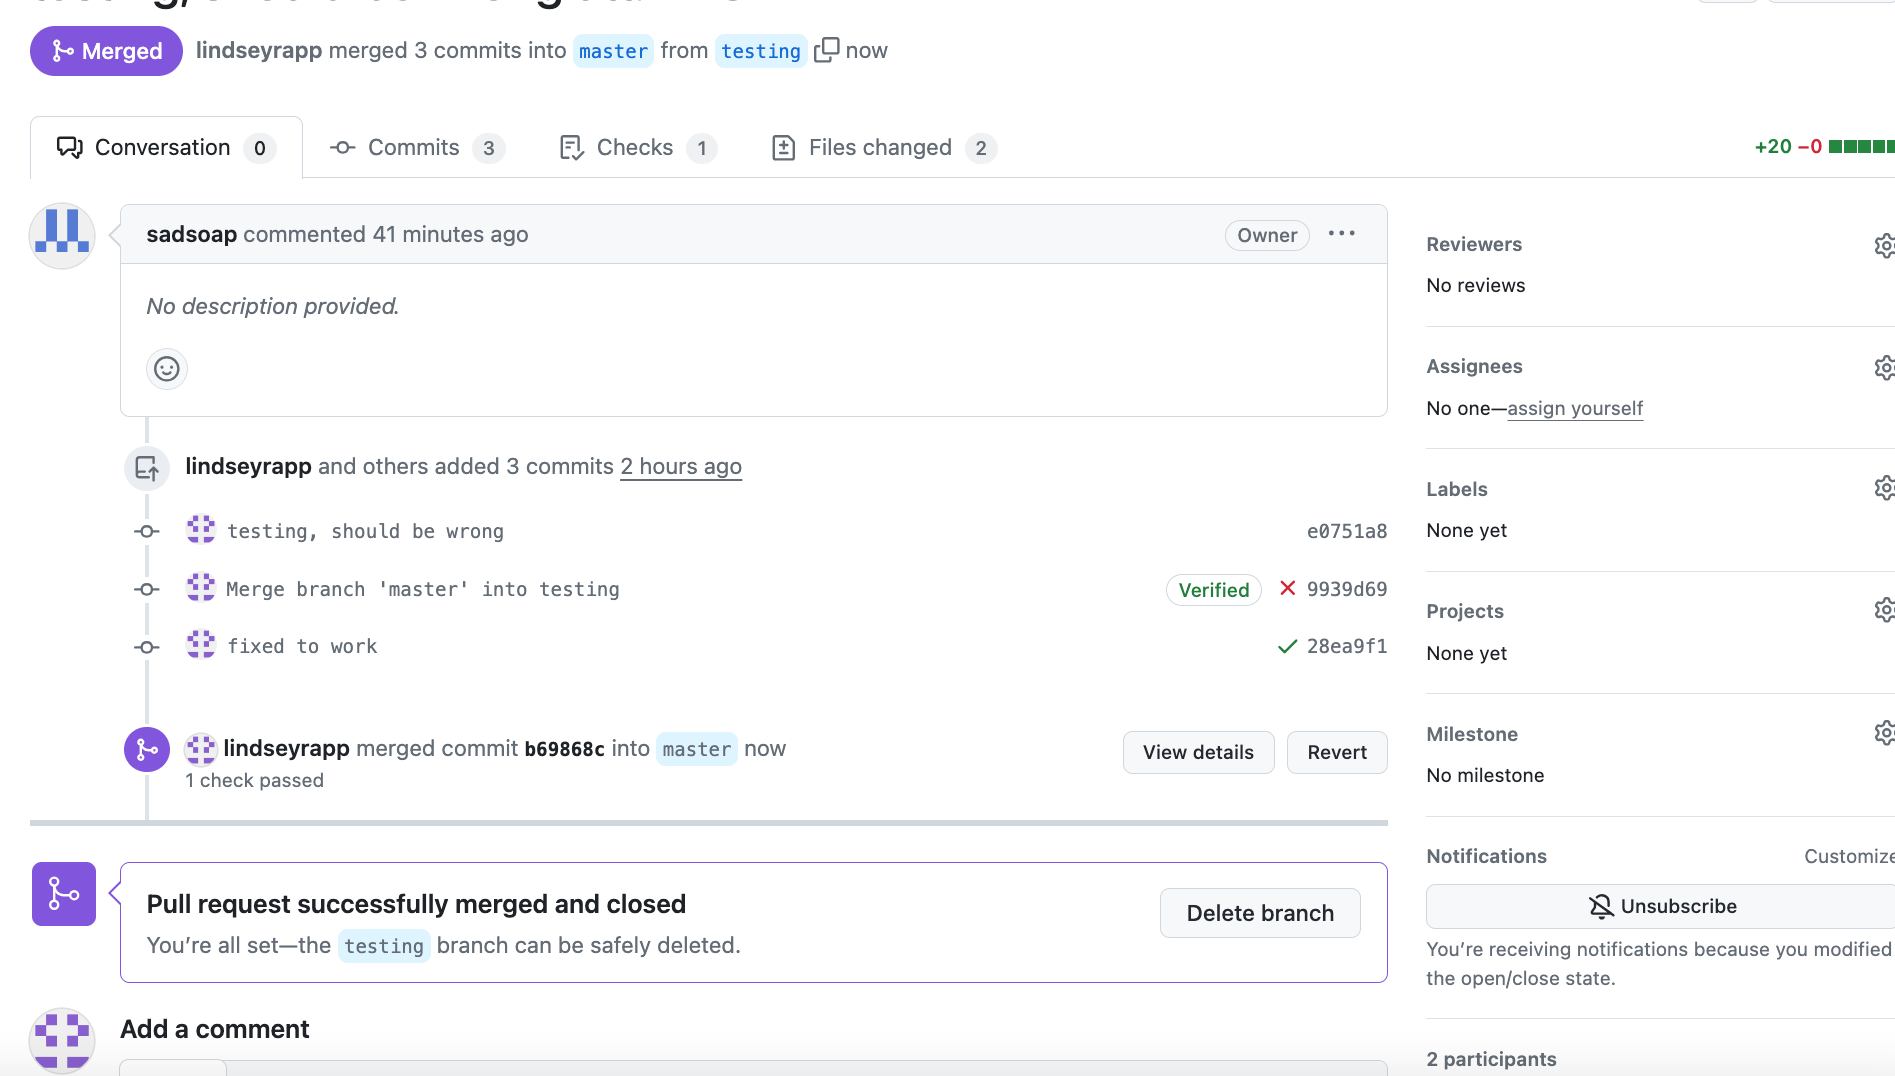 Merged lindseyrapp merged 3 commits into master from testing now
Conversation 0 Commits 3 Checks 1 Files changed 2 +20 −0
sadsoap commented 41 minutes ago Owner
No description provided.
lindseyrapp and others added 3 commits 2 hours ago
testing, should be wrong e0751a8
Merge branch 'master' into testing Verified 9939d69
fixed to work 28ea9f1
lindseyrapp merged commit b69868c into master now View details Revert
1 check passed
Pull request successfully merged and closed
You’re all set—the testing branch can be safely deleted.
Delete branch
Add a comment
Reviewers
No reviews
Assignees
No one—assign yourself
Labels
None yet
Projects
None yet
Milestone
No milestone
Notifications Customize
Unsubscribe
You’re receiving notifications because you modified
the open/close state.
2 participants